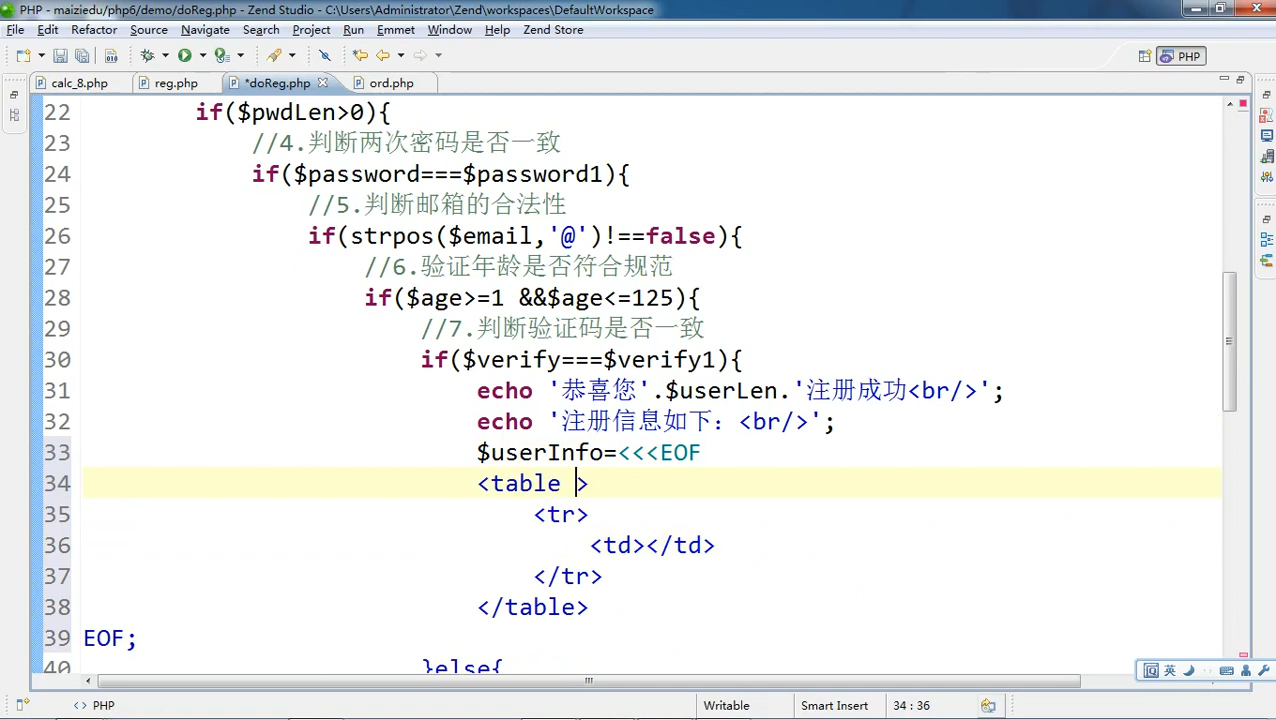 PHP - maiziedu/php6/demo/doReg.php - Zend Studio - C:\Users\Administrator\Zend\workspaces\DefaultWorkspace
File Edit Refactor Source Navigate Search Project Run Emmet Window Help Zend Store
PHP
calc_8.php reg.php *doReg.php ord.php
22 if($pwdLen>0){
23 //4.判断两次密码是否一致
24 if($password===$password1){
25 //5.判断邮箱的合法性
26 if(strpos($email,'@')!==false){
27 //6.验证年龄是否符合规范
28 if($age>=1 &&$age<=125){
29 //7.判断验证码是否一致
30 if($verify===$verify1){
31 echo '恭喜您'.$userLen.'注册成功<br/>';
32 echo '注册信息如下：<br/>';
33 $userInfo=<<<EOF
34 <table >
35 <tr>
36 <td></td>
37 </tr>
38 </table>
39 EOF;
40 }else{
英
<> PHP Writable Smart Insert 34 : 36